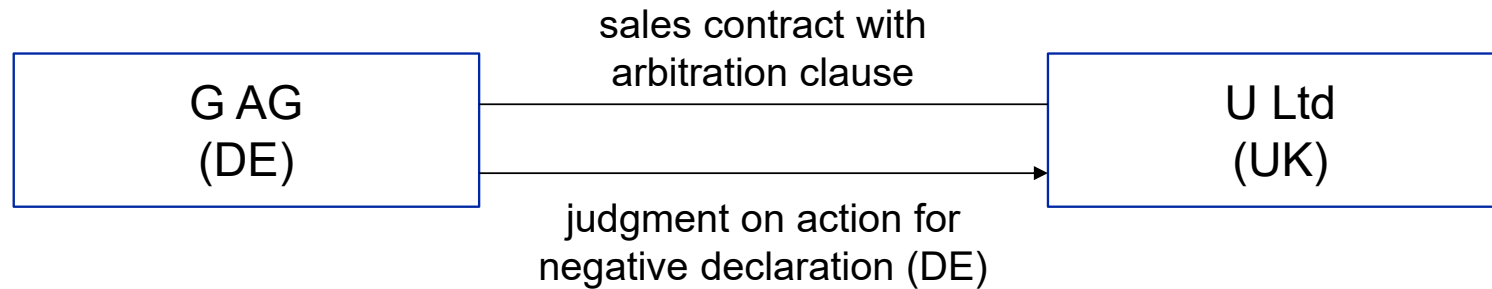 sales contract with
arbitration clause
G AG
(DE)
U Ltd
(UK)
judgment on action for
negative declaration (DE)